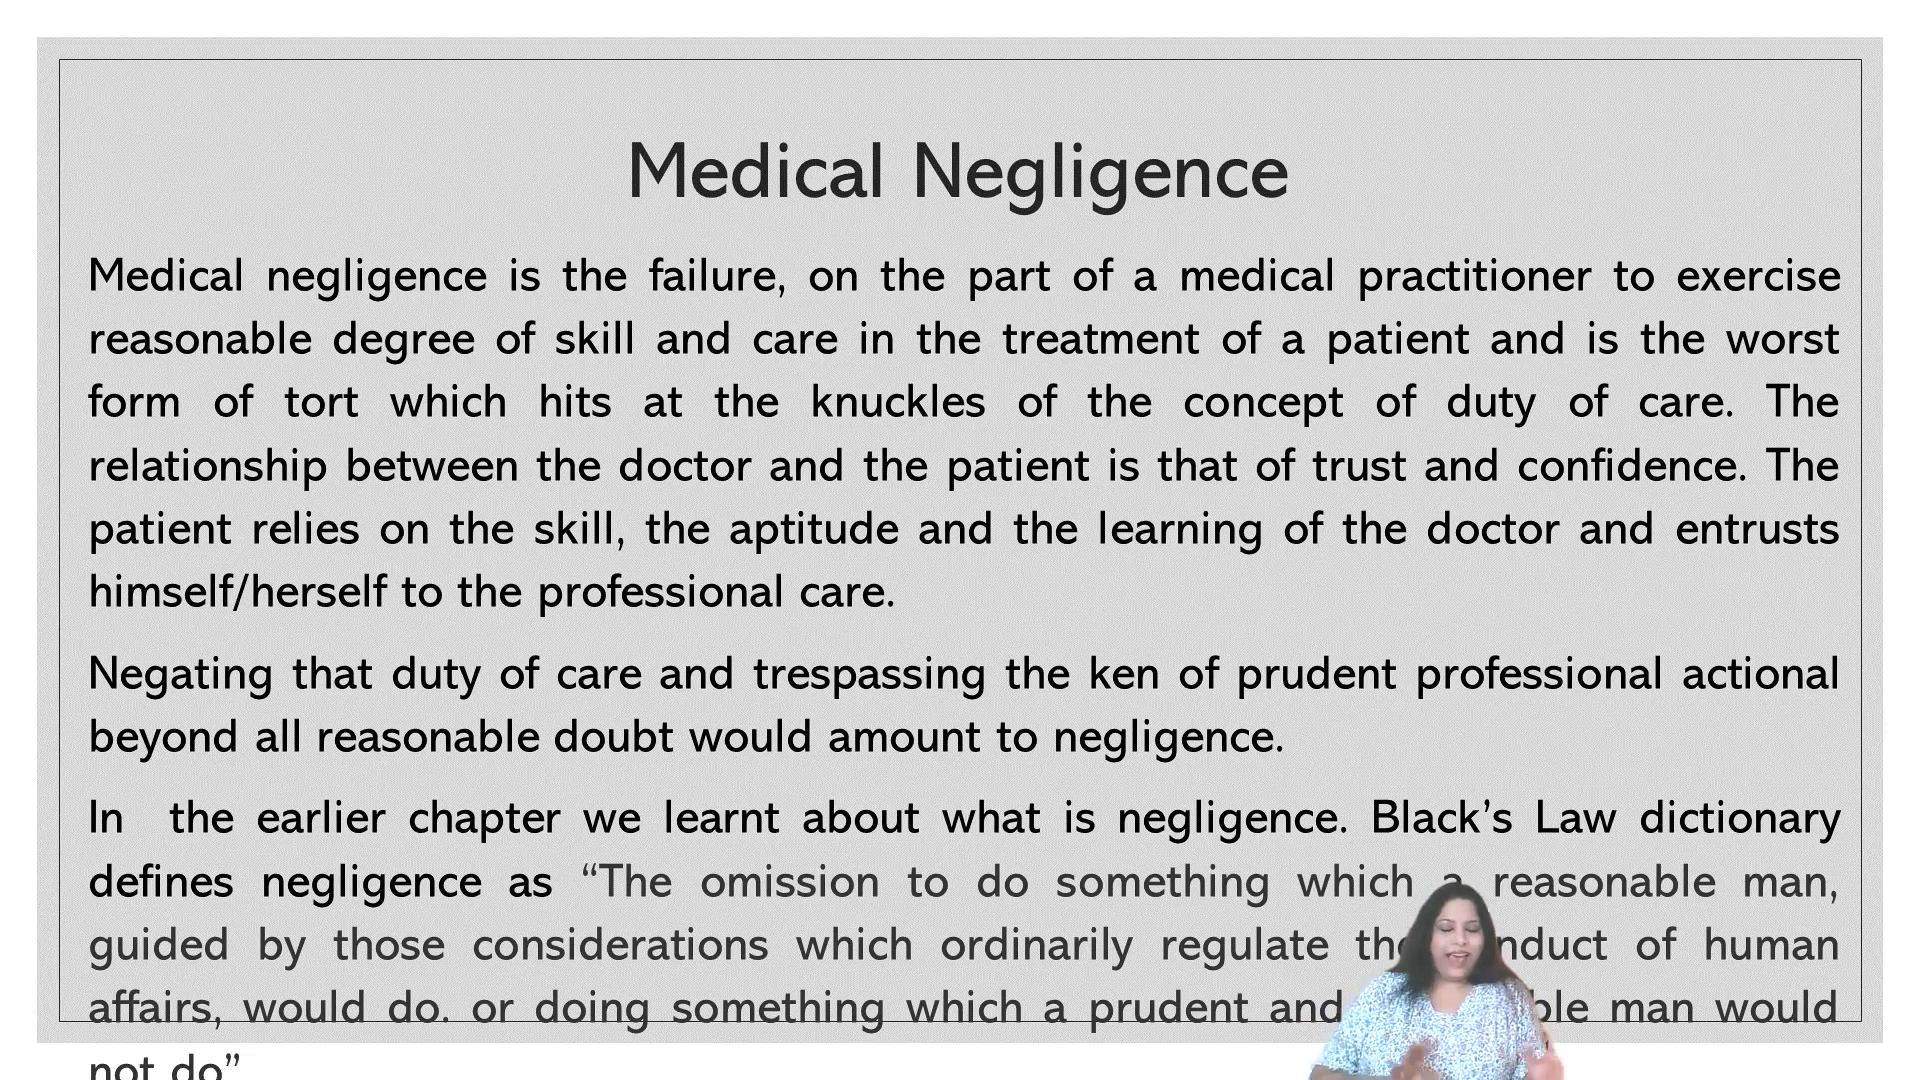 Medical Negligence
Medical negligence is the failure, on the part of a medical practitioner to exercise
reasonable degree of skill and care in the treatment of a patient and is the worst
form of tort which hits at the knuckles of the concept of duty of care. The
relationship between the doctor and the patient is that of trust and confidence. The
patient relies on the skill, the aptitude and the learning of the doctor and entrusts
himself/herself to the professional care.
Negating that duty of care and trespassing the ken of prudent professional actional
beyond all reasonable doubt would amount to negligence.
In the earlier chapter we learnt about what is negligence. Black’s Law dictionary
defines negligence as “The omission to do something which a reasonable man,
guided by those considerations which ordinarily regulate the conduct of human
affairs, would do. or doing something which a prudent and man would
not do”